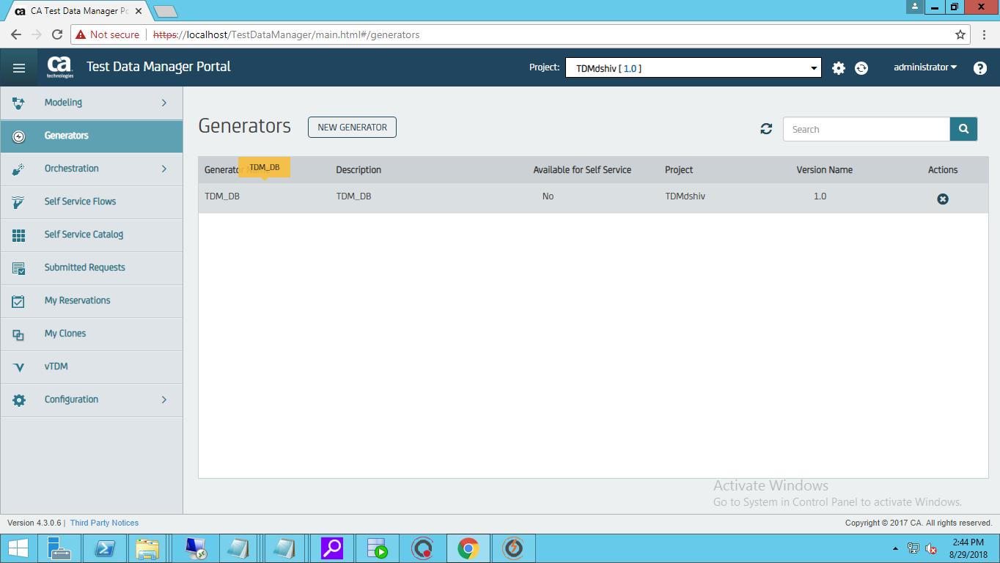 CA Test Data Manager Po
Not secure | https://localhost/TestDataManager/main.html#/generators
ca
technologies
Test Data Manager Portal
Project:
TDMdshiv [ 1.0 ]
administrator
Modeling
Generators
Orchestration
Self Service Flows
Self Service Catalog
Submitted Requests
My Reservations
My Clones
vTDM
Configuration
Generators
NEW GENERATOR
Search
TDM_DB
Generator Description Available for Self Service Project Version Name Actions
TDM_DB TDM_DB No TDMdshiv 1.0
Activate Windows
Go to System in Control Panel to activate Windows.
Version 4.3.0.6 | Third Party Notices
Copyright © 2017 CA. All rights reserved.
2:44 PM
8/29/2018